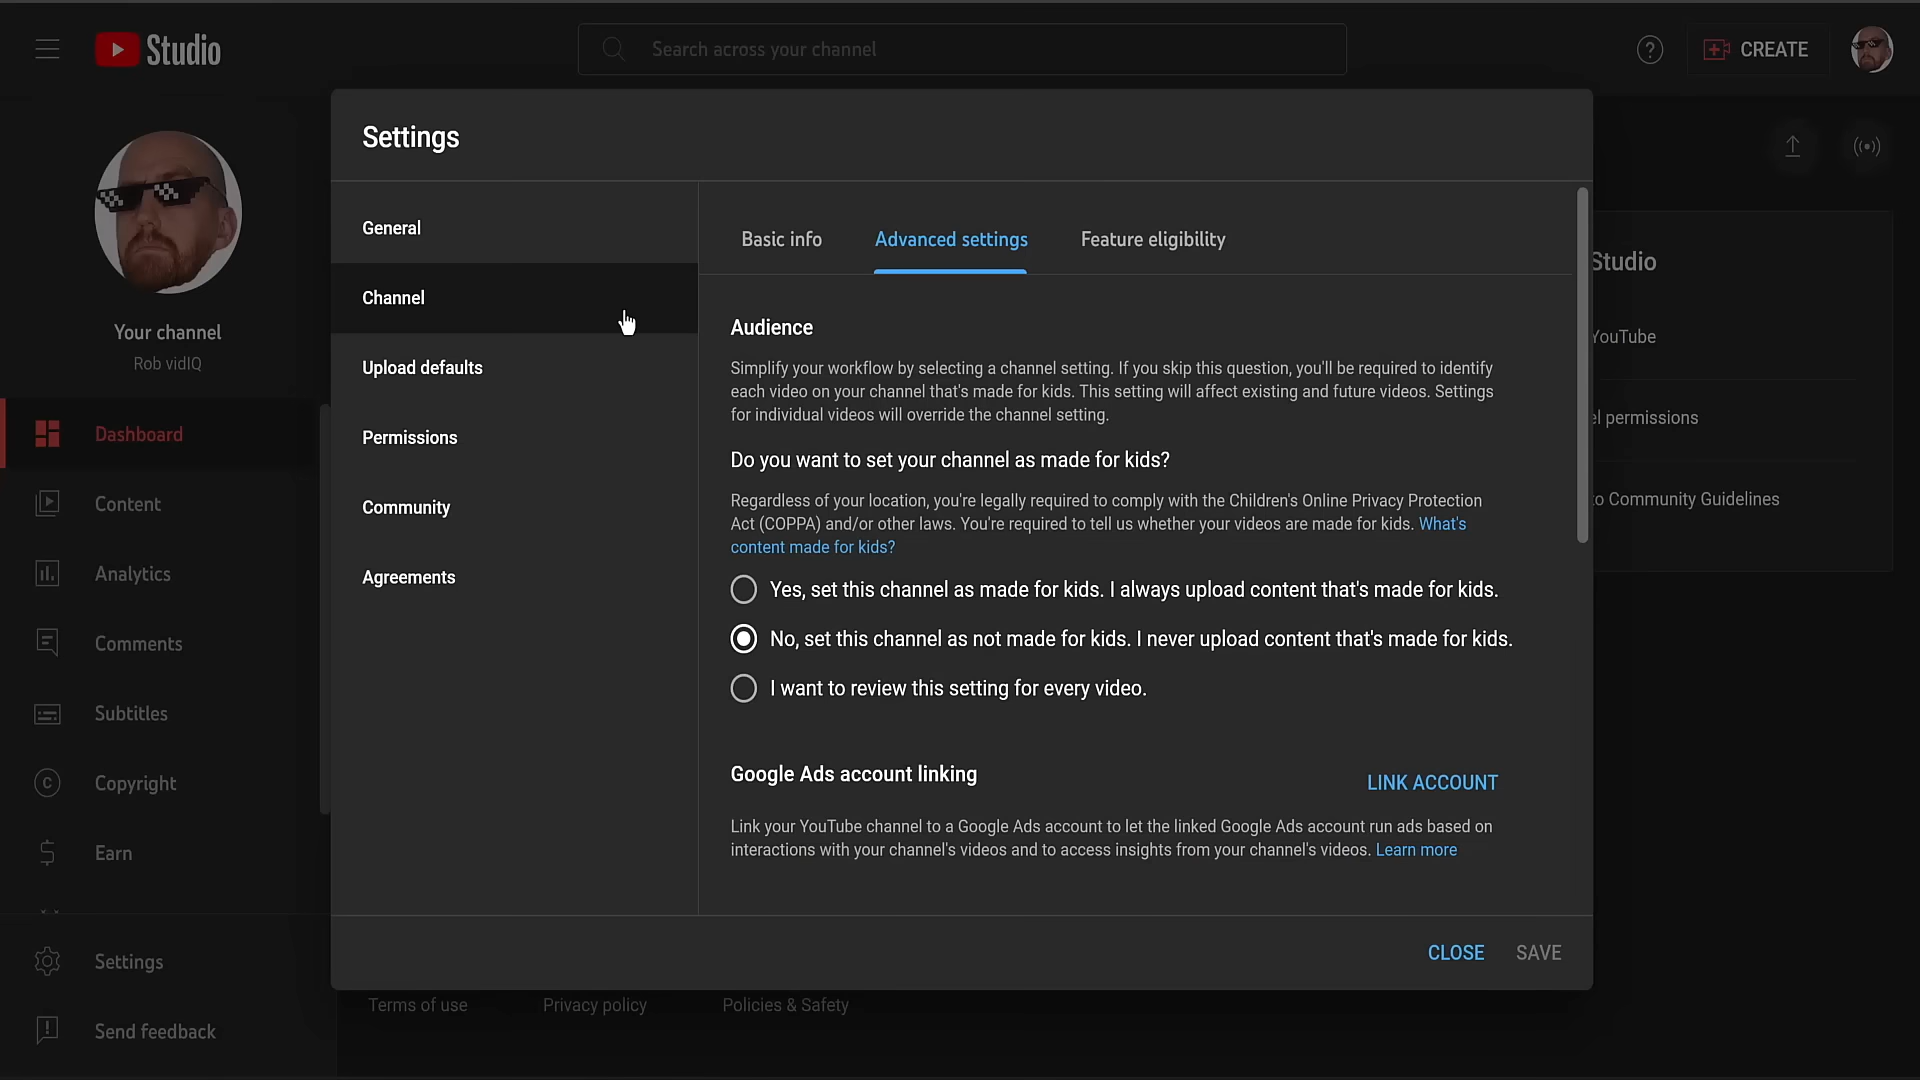 Studio
Search across your channel
CREATE
Your channel
Rob vidIQ
Dashboard
Content
Analytics
Comments
Subtitles
Copyright
Earn
Settings
Send feedback
Settings
General
Channel
Upload defaults
Permissions
Community
Agreements
Basic info
Advanced settings
Feature eligibility
Audience
Simplify your workflow by selecting a channel setting. If you skip this question, you'll be required to identify
each video on your channel that's made for kids. This setting will affect existing and future videos. Settings
for individual videos will override the channel setting.
Do you want to set your channel as made for kids?
Regardless of your location, you're legally required to comply with the Children's Online Privacy Protection
Act (COPPA) and/or other laws. You're required to tell us whether your videos are made for kids. What's
content made for kids?
Yes, set this channel as made for kids. I always upload content that's made for kids.
No, set this channel as not made for kids. I never upload content that's made for kids.
I want to review this setting for every video.
Google Ads account linking
LINK ACCOUNT
Link your YouTube channel to a Google Ads account to let the linked Google Ads account run ads based on
interactions with your channel's videos and to access insights from your channel's videos. Learn more
CLOSE
SAVE
Studio
YouTube
permissions
Community Guidelines
Terms of use
Privacy policy
Policies & Safety